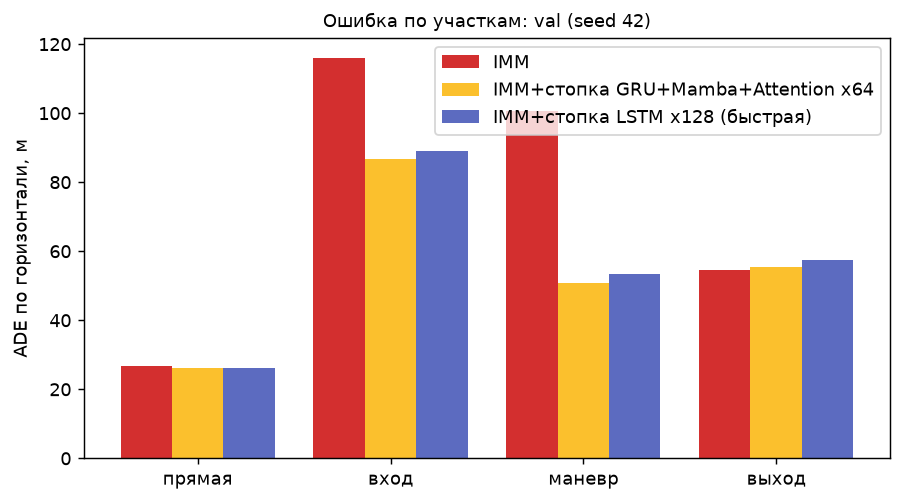 Ошибка по участкам: val (seed 42)
IMM
IMM+стопка GRU+Mamba+Attention x64
IMM+стопка LSTM x128 (быстрая)
ADE по горизонтали, м
120
100
80
60
40
20
0
прямая
вход
маневр
выход